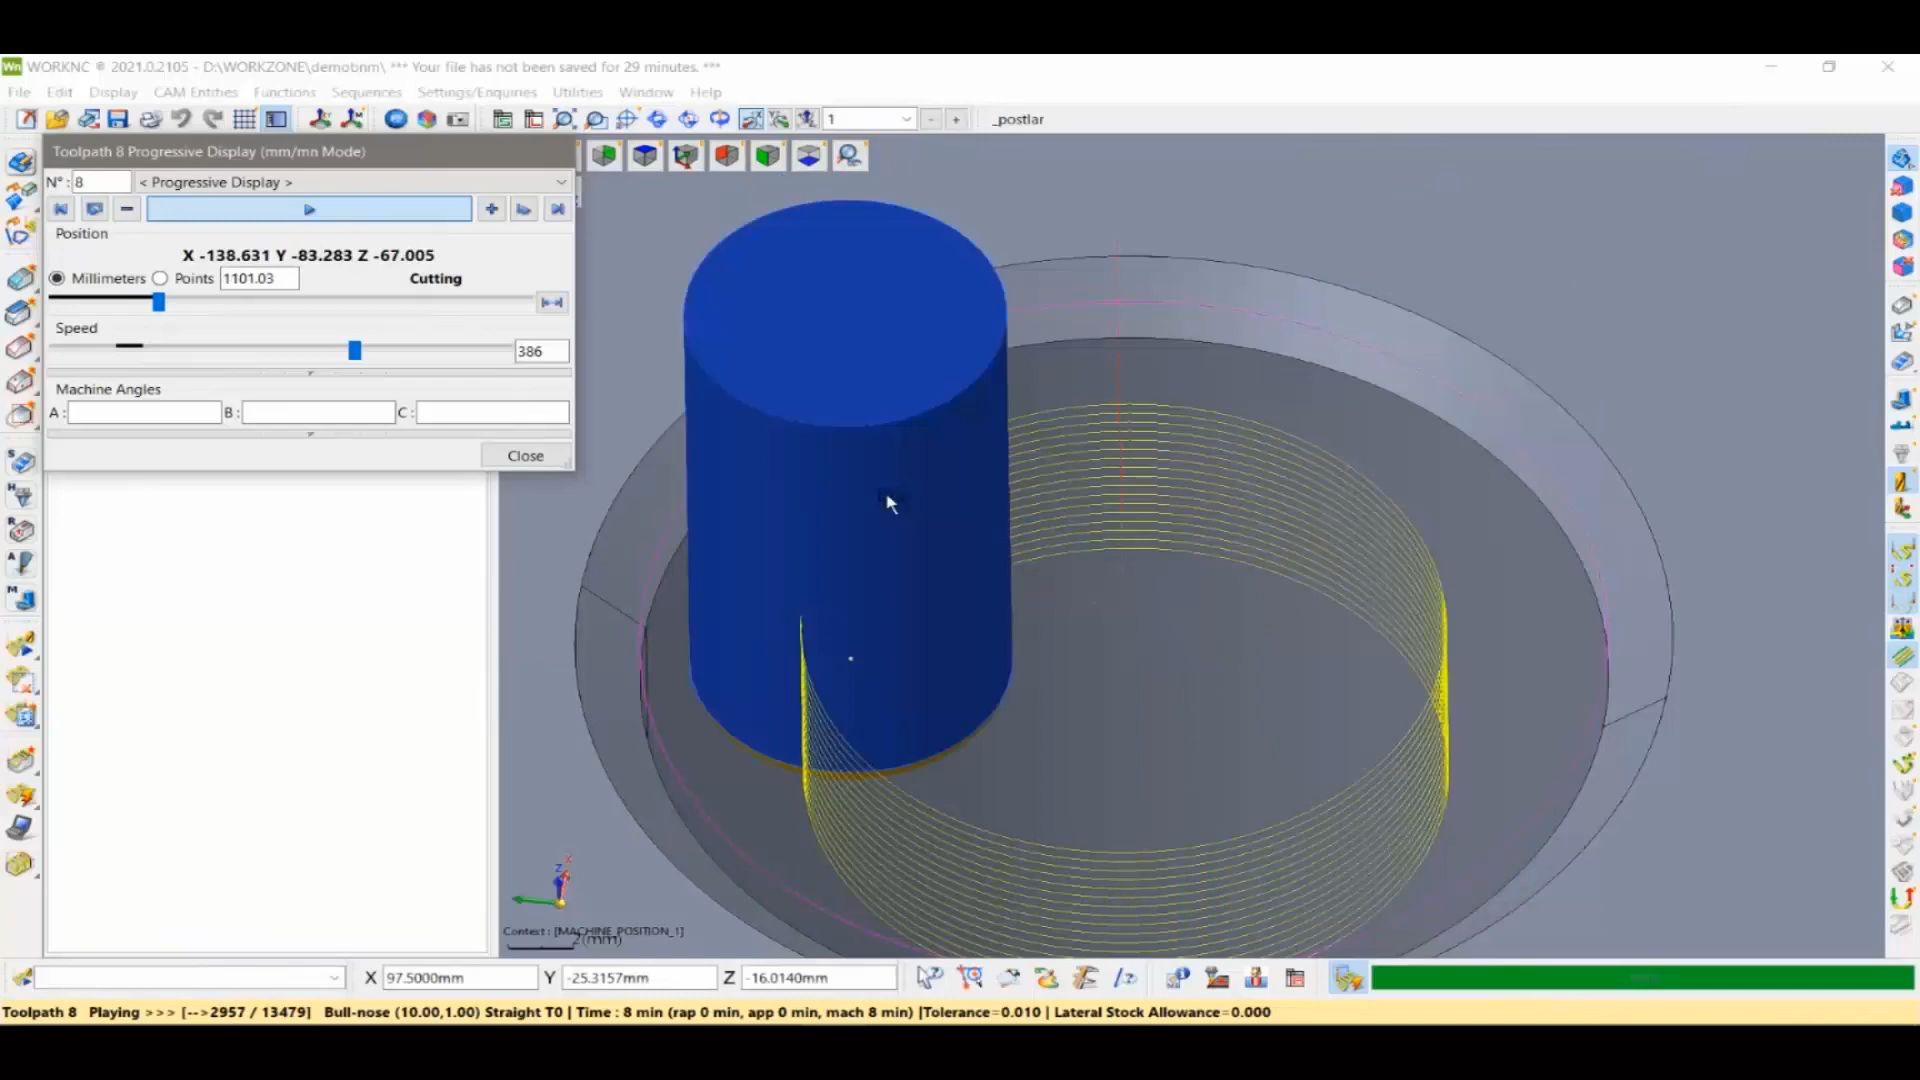 WORKNC ® 2021.0.2105 - D:\WORKZONE\demobnm\ *** Your file has not been saved for 29 minutes. ***
File Edit Display CAM Entities Functions Sequences Settings/Enquiries Utilities Window Help
1 - + _postlar
Toolpath 8 Progressive Display (mm/mn Mode)
N° : 8 < Progressive Display >
Position
X -138.631 Y -83.283 Z -67.005
Millimeters Points 1101.03 Cutting
Speed
386
Machine Angles
A : B : C :
Close
S
H
R
A
M
X
Z
Context : [MACHINE_POSITION_1]
2(mm)
X 97.5000mm Y -25.3157mm Z -16.0140mm
Toolpath 8 Playing >>> [-->2957 / 13479] Bull-nose (10.00,1.00) Straight T0 | Time : 8 min (rap 0 min, app 0 min, mach 8 min) |Tolerance=0.010 | Lateral Stock Allowance=0.000